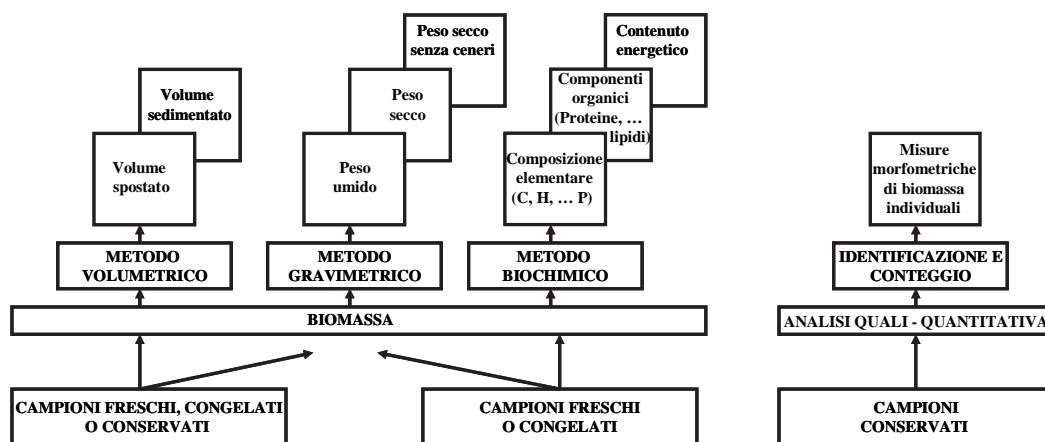 Peso secco
senza ceneri
Contenuto
energetico
Volume
sedimentato
Peso
secco
Componenti
organici
(Proteine, …
lipidi)
Volume
spostato
Peso
umido
Composizione
elementare
(C, H, … P)
Misure
morfometriche
di biomassa
individuali
METODO
VOLUMETRICO
METODO
GRAVIMETRICO
METODO
BIOCHIMICO
IDENTIFICAZIONE E
CONTEGGIO
BIOMASSA
ANALISI QUALI - QUANTITATIVA
CAMPIONI FRESCHI, CONGELATI
O CONSERVATI
CAMPIONI FRESCHI
O CONGELATI
CAMPIONI
CONSERVATI